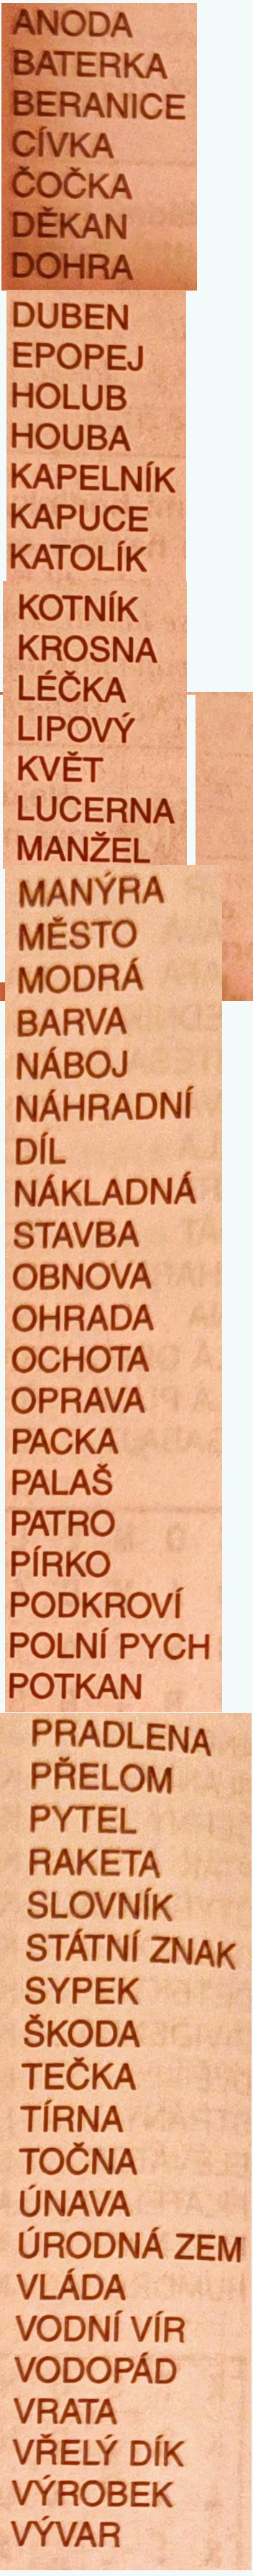 ANODA
BATERKA
BERANICE
CÍVKA
ČOČKA
DĚKAN
DOHRA
DUBEN
EPOPEJ
HOLUB
HOUBA
KAPELNÍK
KAPUCE
KATOLÍK
KOTNÍK
KROSNA
LÉČKA
LIPOVÝ
KVĚT
LUCERNA
MANŽEL
MANÝRA
MĚSTO
MODRÁ
BARVA
NÁBOJ
NÁHRADNÍ
DÍL
NÁKLADNÁ
STAVBA
OBNOVA
OHRADA
OCHOTA
OPRAVA
PACKA
PALAŠ
PATRO
PÍRKO
PODKROVÍ
POLNÍ PYCH
POTKAN
PRADLENA
PŘELOM
PYTEL
RAKETA
SLOVNÍK
STÁTNÍ ZNAK
SYPEK
ŠKODA
TEČKA
TÍRNA
TOČNA
ÚNAVA
ÚRODNÁ ZEM
VLÁDA
VODNÍ VÍR
VODOPÁD
VRATA
VŘELÝ DÍK
VÝROBEK
VÝVAR